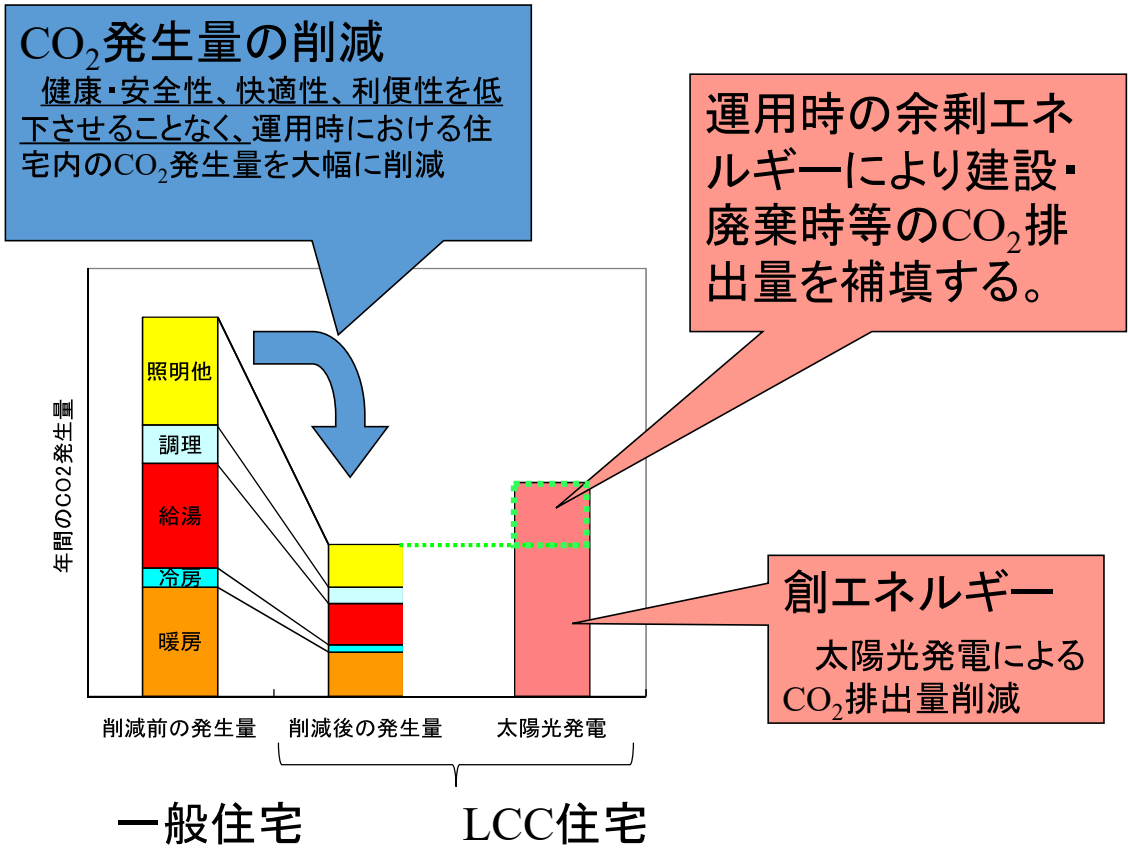 CO₂発生量の削減
健康・安全性、快適性、利便性を低
下させることなく、運用時における住
宅内のCO₂発生量を大幅に削減
運用時の余剰エネ
ルギーにより建設・
廃棄時等のCO₂排
出量を補填する。
年間のCO2発生量
照明他
調理
給湯
冷房
暖房
創エネルギー
太陽光発電による
CO₂排出量削減
削減前の発生量
削減後の発生量
太陽光発電
一般住宅
LCC住宅